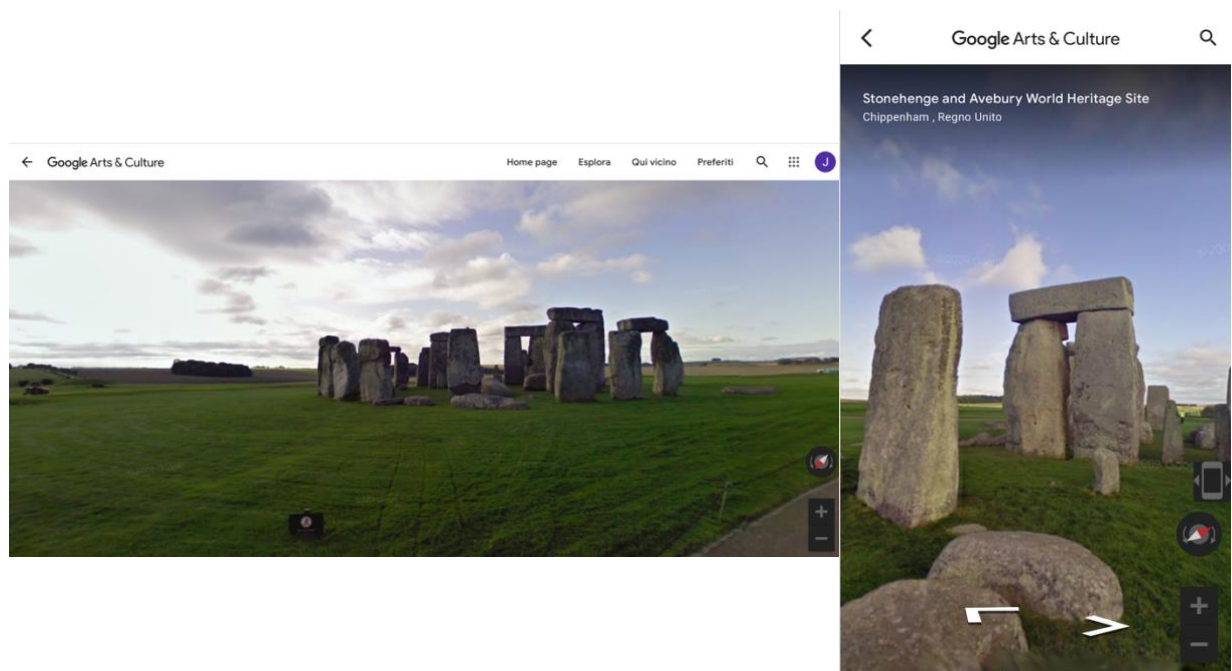 Google Arts & Culture
Home page Esplora Qui vicino Preferiti
J
Google Arts & Culture
Stonehenge and Avebury World Heritage Site
Chippenham , Regno Unito